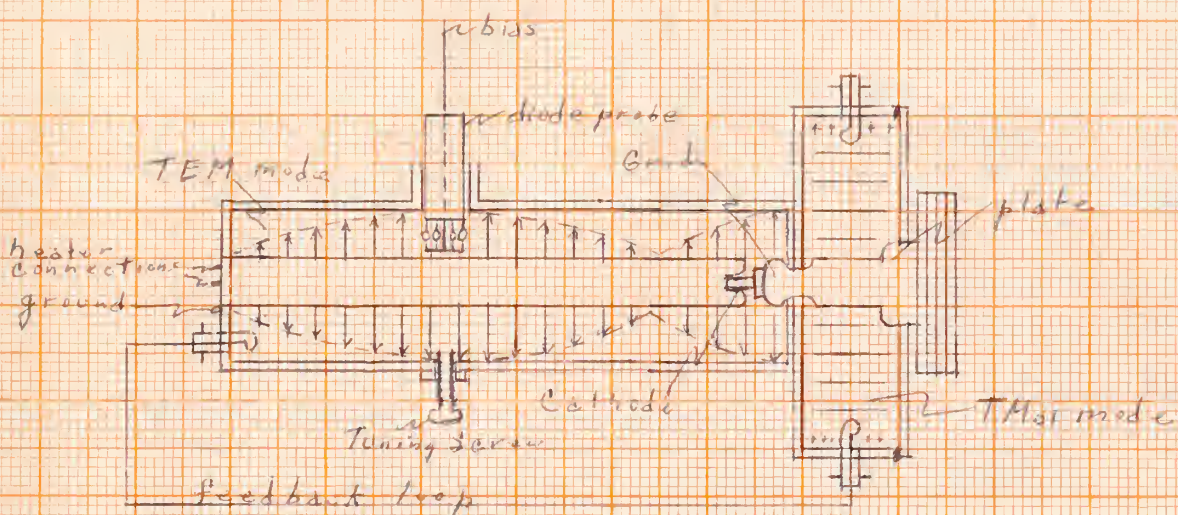 bias
diode probe
Grid
TEM mode
plate
heater
connections
ground
Cathode
TM01 mode
Tuning Screw
feedback loop